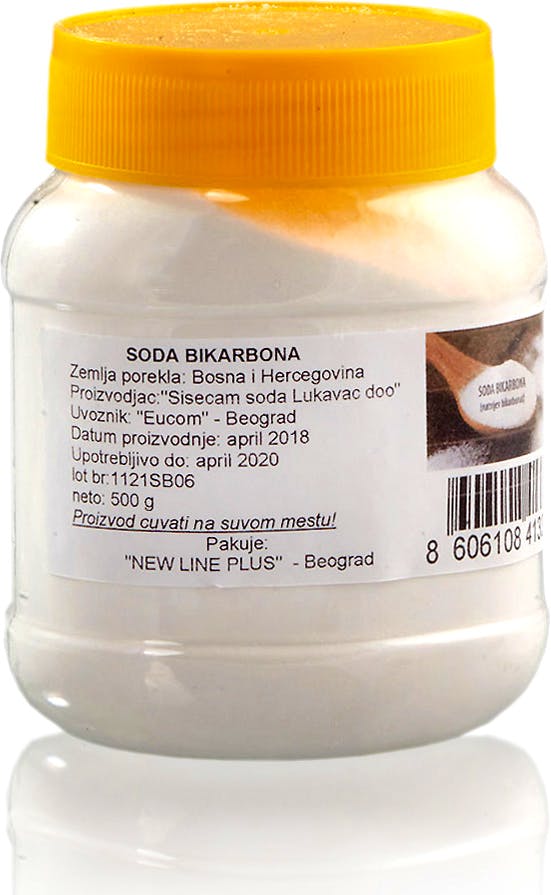 SODA BIKARBONA
Zemlja porekla: Bosna i Hercegovina
Proizvodjac:"Sisecam soda Lukavac doo"
Uvoznik: "Eucom" - Beograd
Datum proizvodnje: april 2018
Upotrebljivo do: april 2020
lot br:1121SB06
neto: 500 g
Proizvod cuvati na suvom mestu!
Pakuje:
"NEW LINE PLUS" - Beograd
SODA BIKARBONA
(natrijev bikarbonat)
8 606108 413